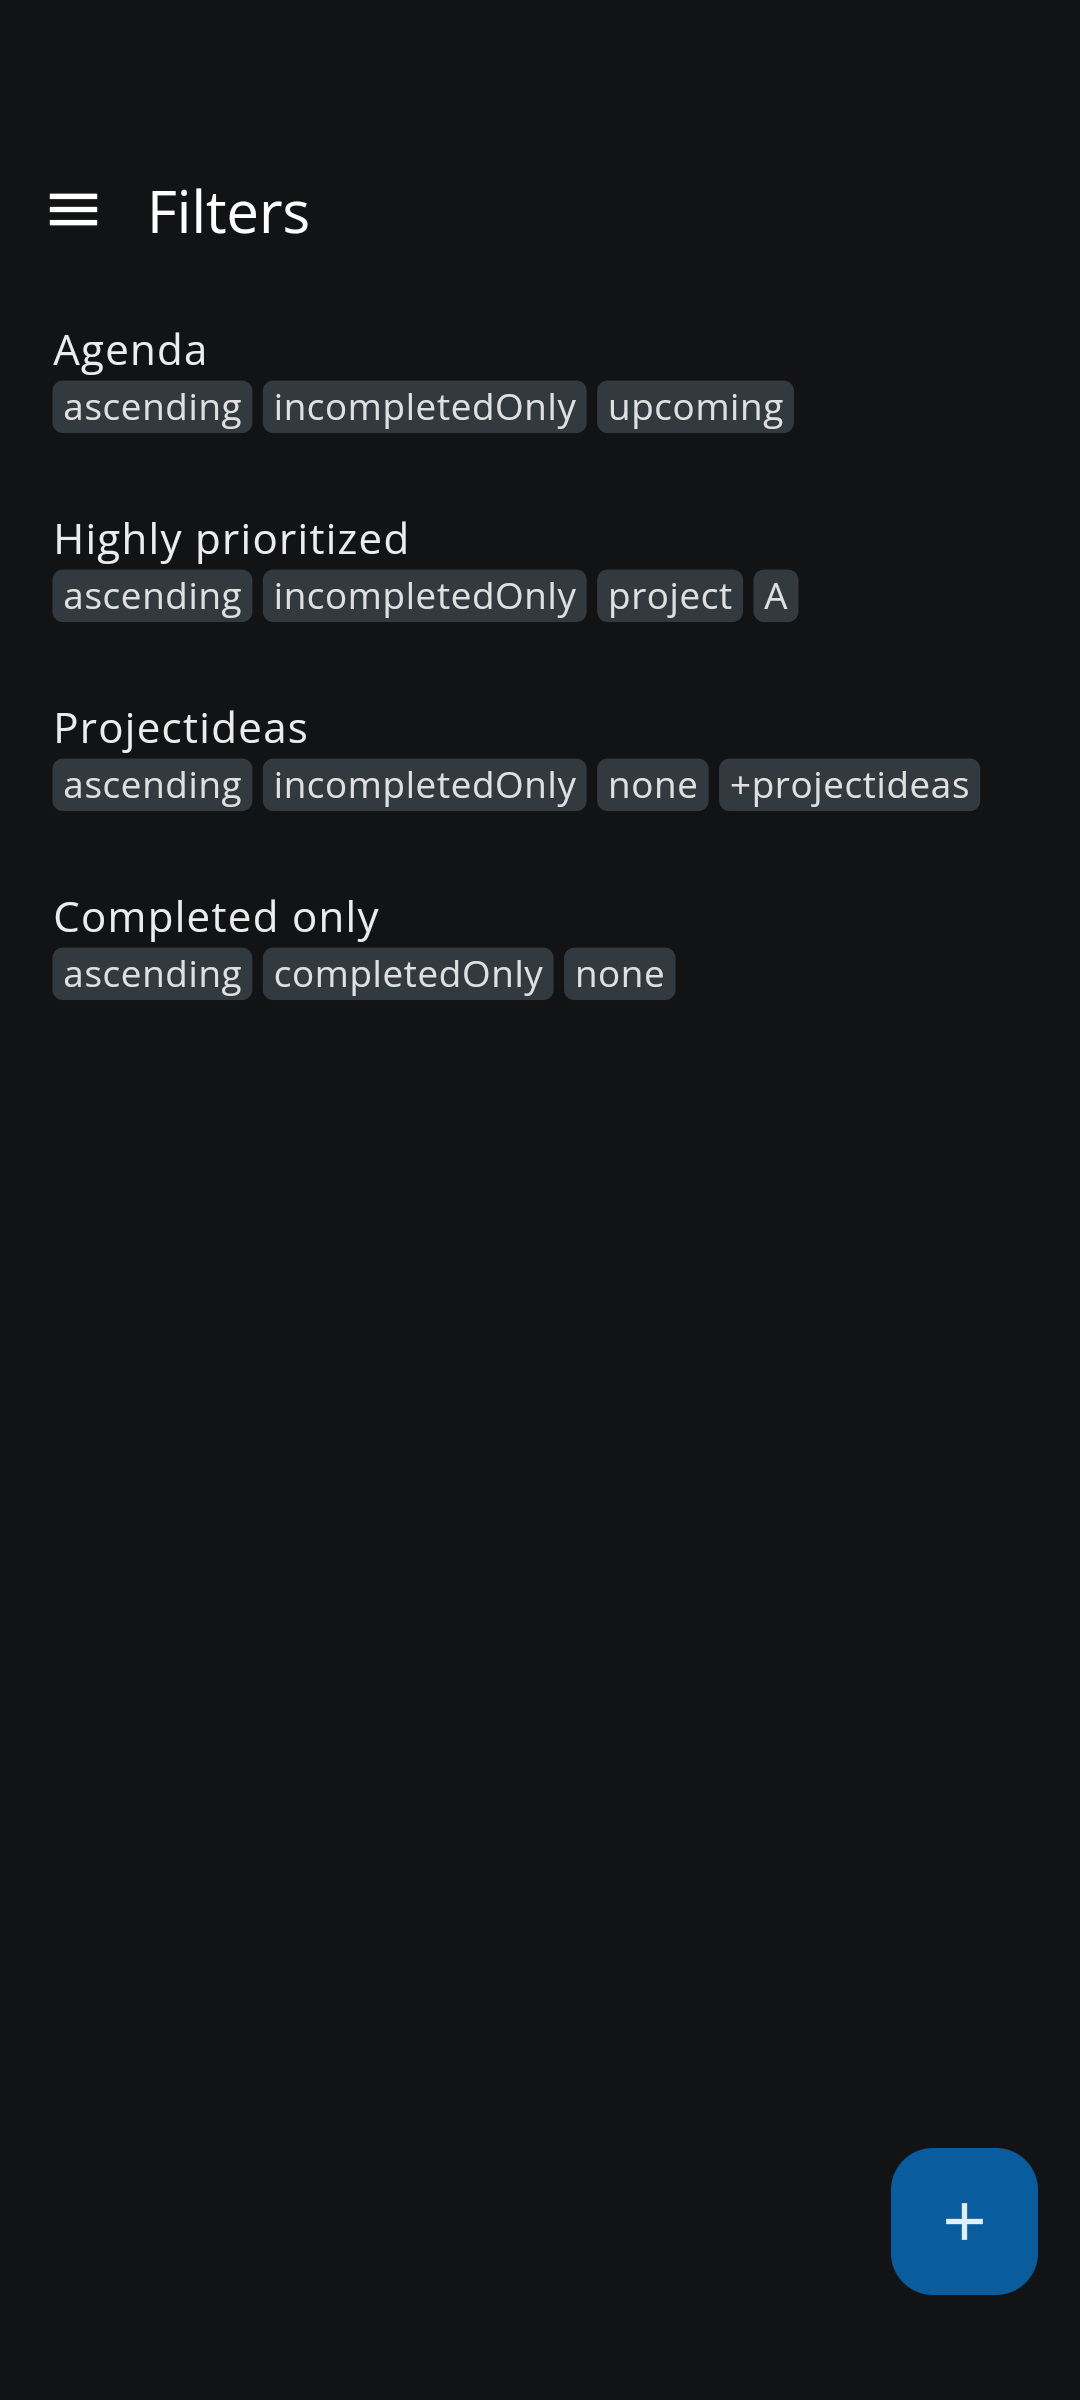 Filters
Agenda
ascending incompletedOnly upcoming
Highly prioritized
ascending incompletedOnly project A
Projectideas
ascending incompletedOnly none +projectideas
Completed only
ascending completedOnly none